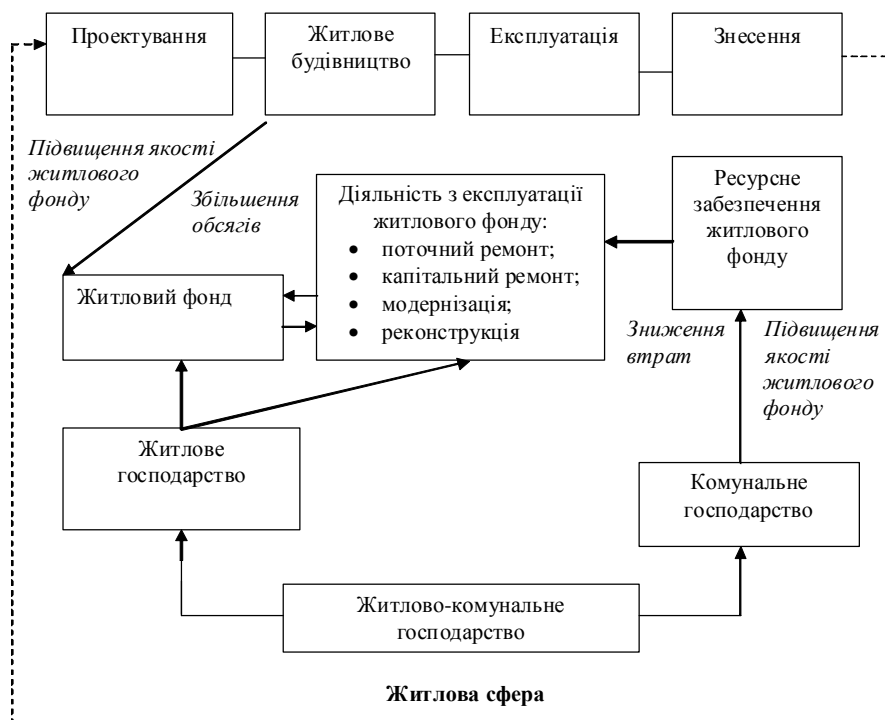 Проектування
Житлове
будівництво
Експлуатація
Знесення
Підвищення якості
житлового
фонду
Збільшення
обсягів
Діяльність з експлуатації
житлового фонду:
• поточний ремонт;
• капітальний ремонт;
• модернізація;
• реконструкція
Ресурсне
забезпечення
житлового
фонду
Житловий фонд
Зниження
втрат
Підвищення
якості
житлового
фонду
Житлове
господарство
Комунальне
господарство
Житлово-комунальне
господарство
Житлова сфера